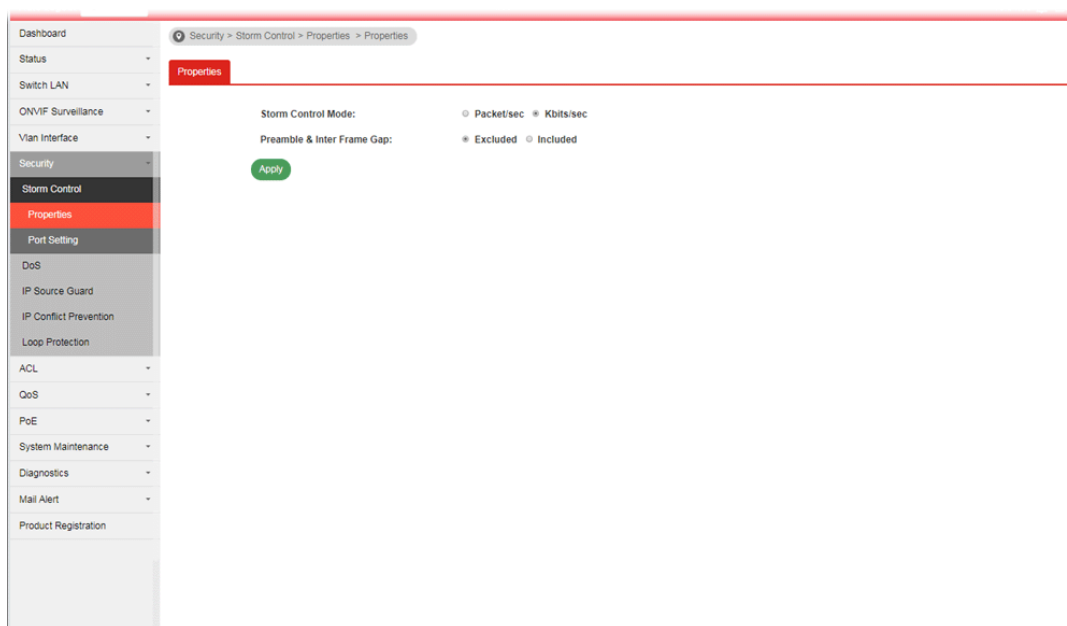 Dashboard
Status
Switch LAN
ONVIF Surveillance
Vlan Interface
Security
Storm Control
Properties
Port Setting
DoS
IP Source Guard
IP Conflict Prevention
Loop Protection
ACL
QoS
PoE
System Maintenance
Diagnostics
Mail Alert
Product Registration
Security > Storm Control > Properties > Properties
Properties
Storm Control Mode: Packet/sec Kbits/sec
Preamble & Inter Frame Gap: Excluded Included
Apply